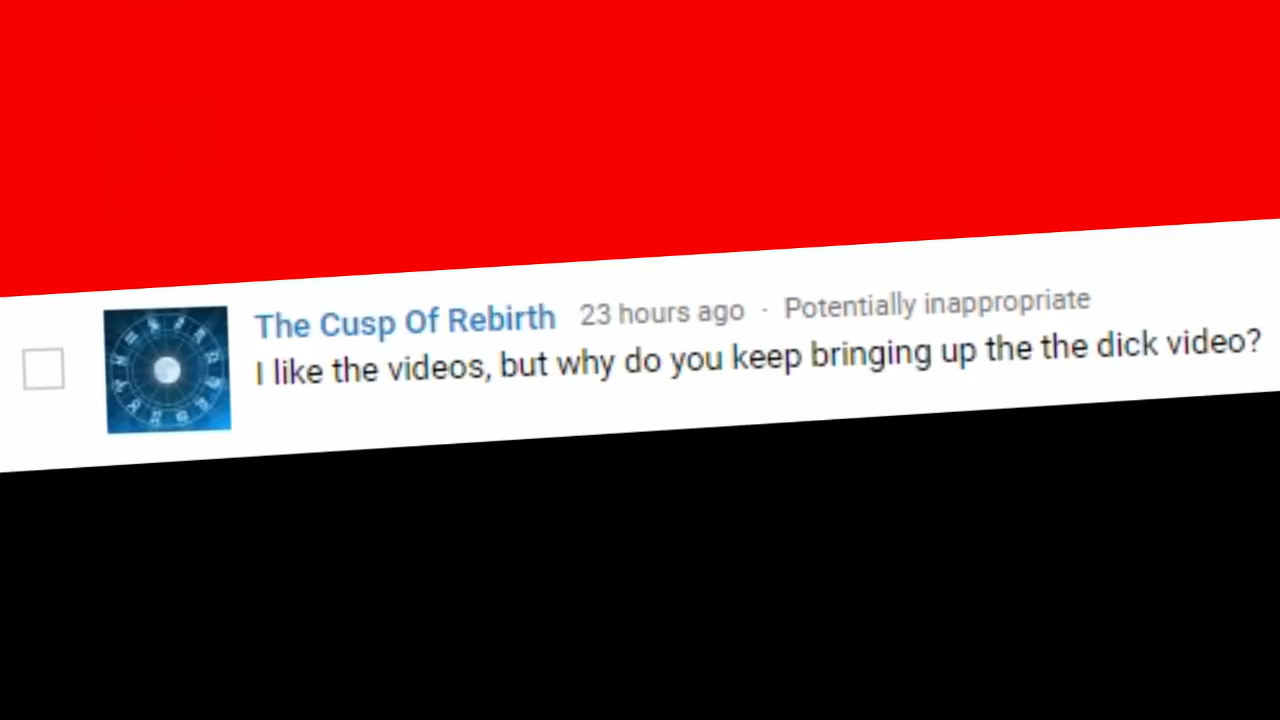 The Cusp Of Rebirth 23 hours ago · Potentially inappropriate
I like the videos, but why do you keep bringing up the the dick video?